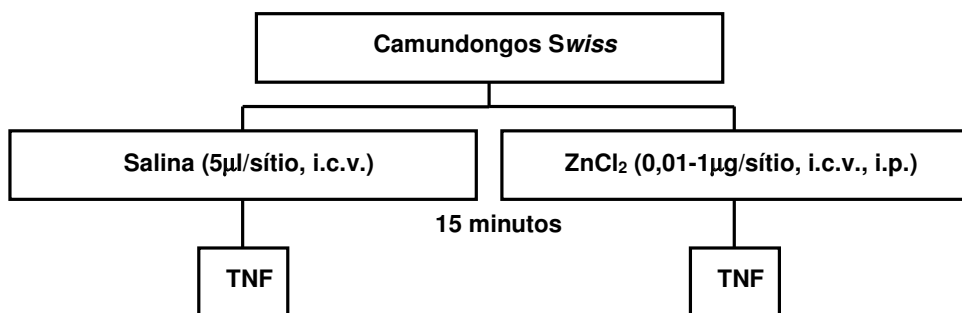 Camundongos Swiss
Salina (5µl/sítio, i.c.v.)
ZnCl₂ (0,01-1µg/sítio, i.c.v., i.p.)
15 minutos
TNF
TNF